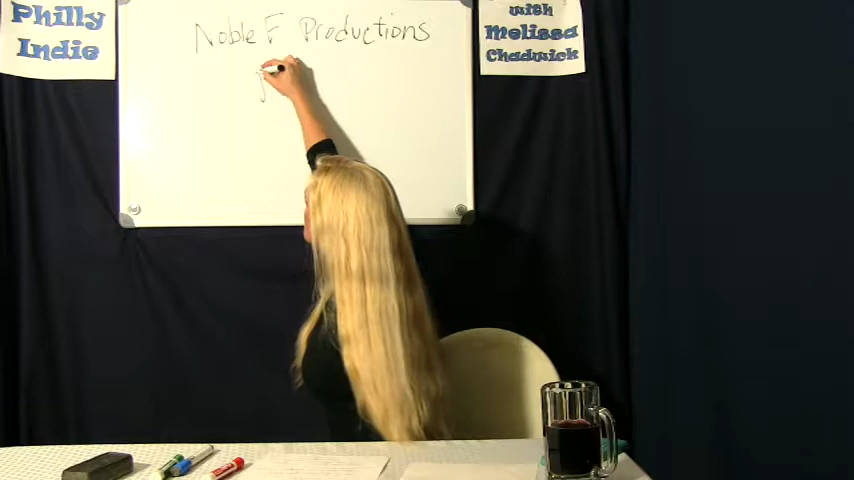 Philly
Indie
with
Melissa
Chadwick
Noble F Productions